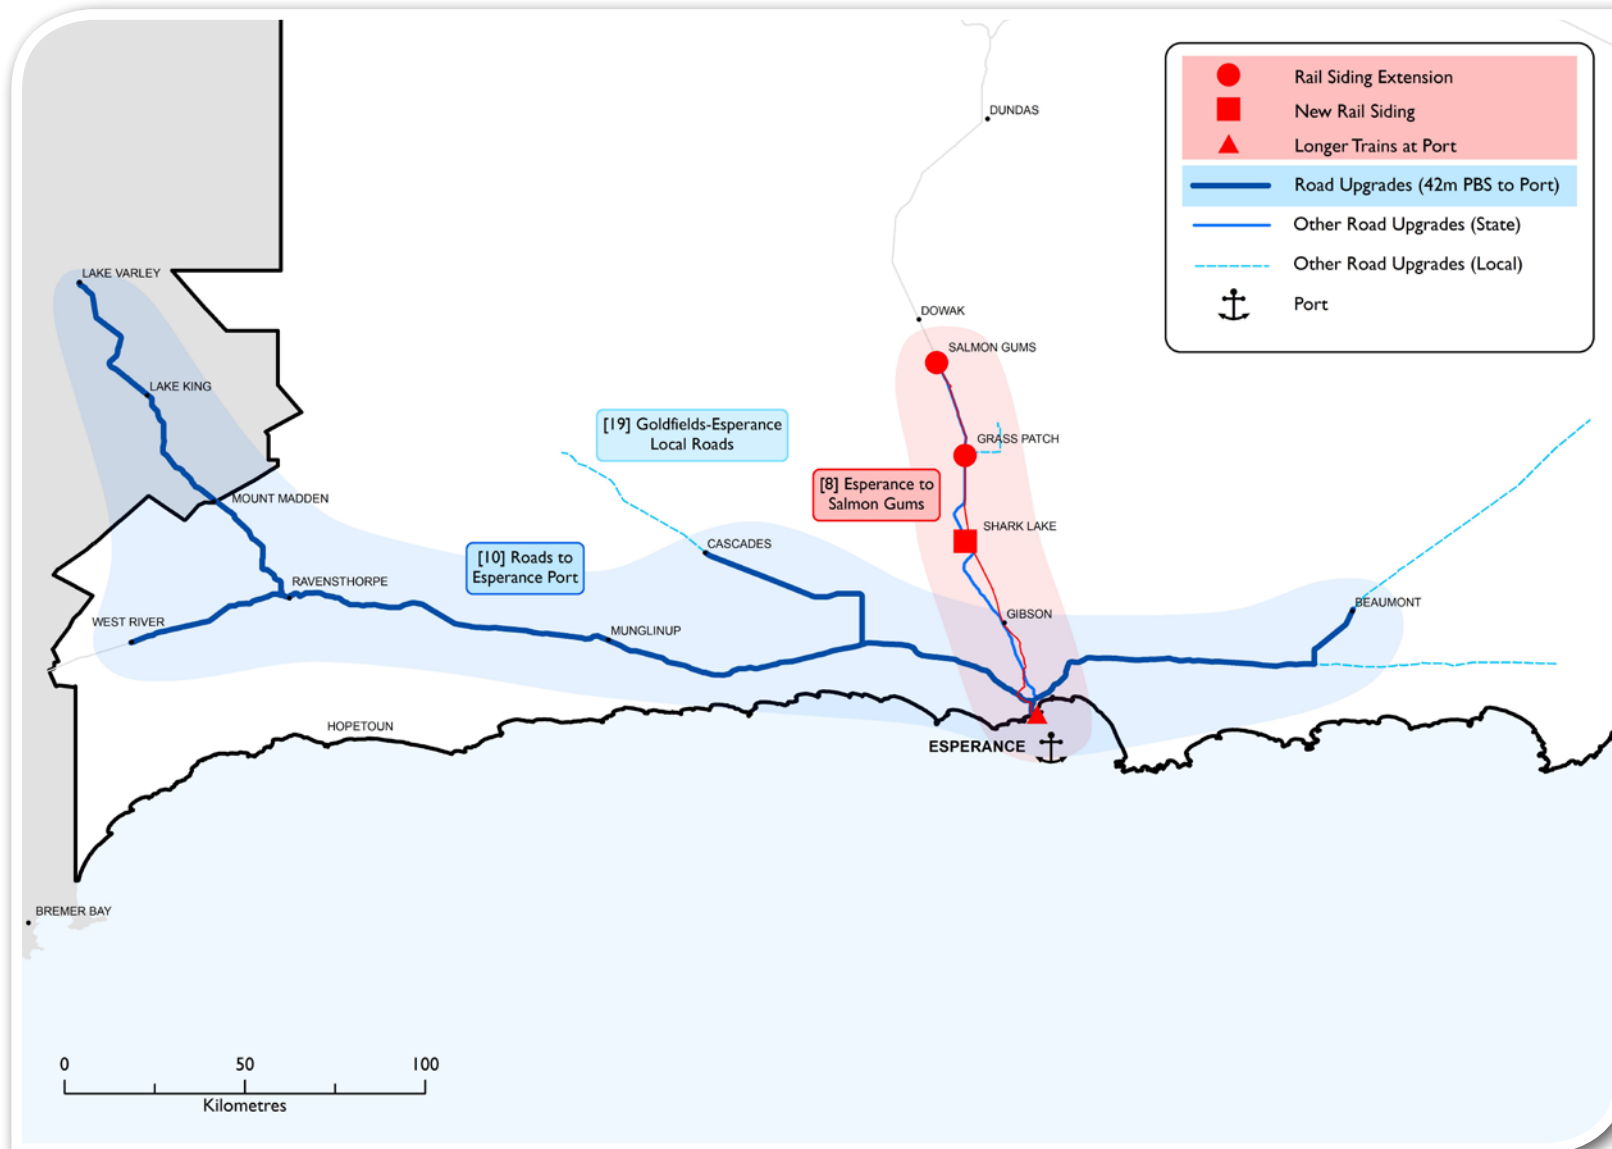 DUNDAS
Rail Siding Extension
New Rail Siding
Longer Trains at Port
Road Upgrades (42m PBS to Port)
Other Road Upgrades (State)
Other Road Upgrades (Local)
Port
LAKE VARLEY
DOWAK
SALMON GUMS
LAKE KING
[19] Goldfields-Esperance
Local Roads
GRASS PATCH
[8] Esperance to
Salmon Gums
MOUNT MADDEN
SHARK LAKE
CASCADES
[10] Roads to
Esperance Port
RAVENSTHORPE
BEAUMONT
GIBSON
WEST RIVER
MUNGLINUP
HOPETOUN
ESPERANCE
BREMER BAY
0 50 100
Kilometres